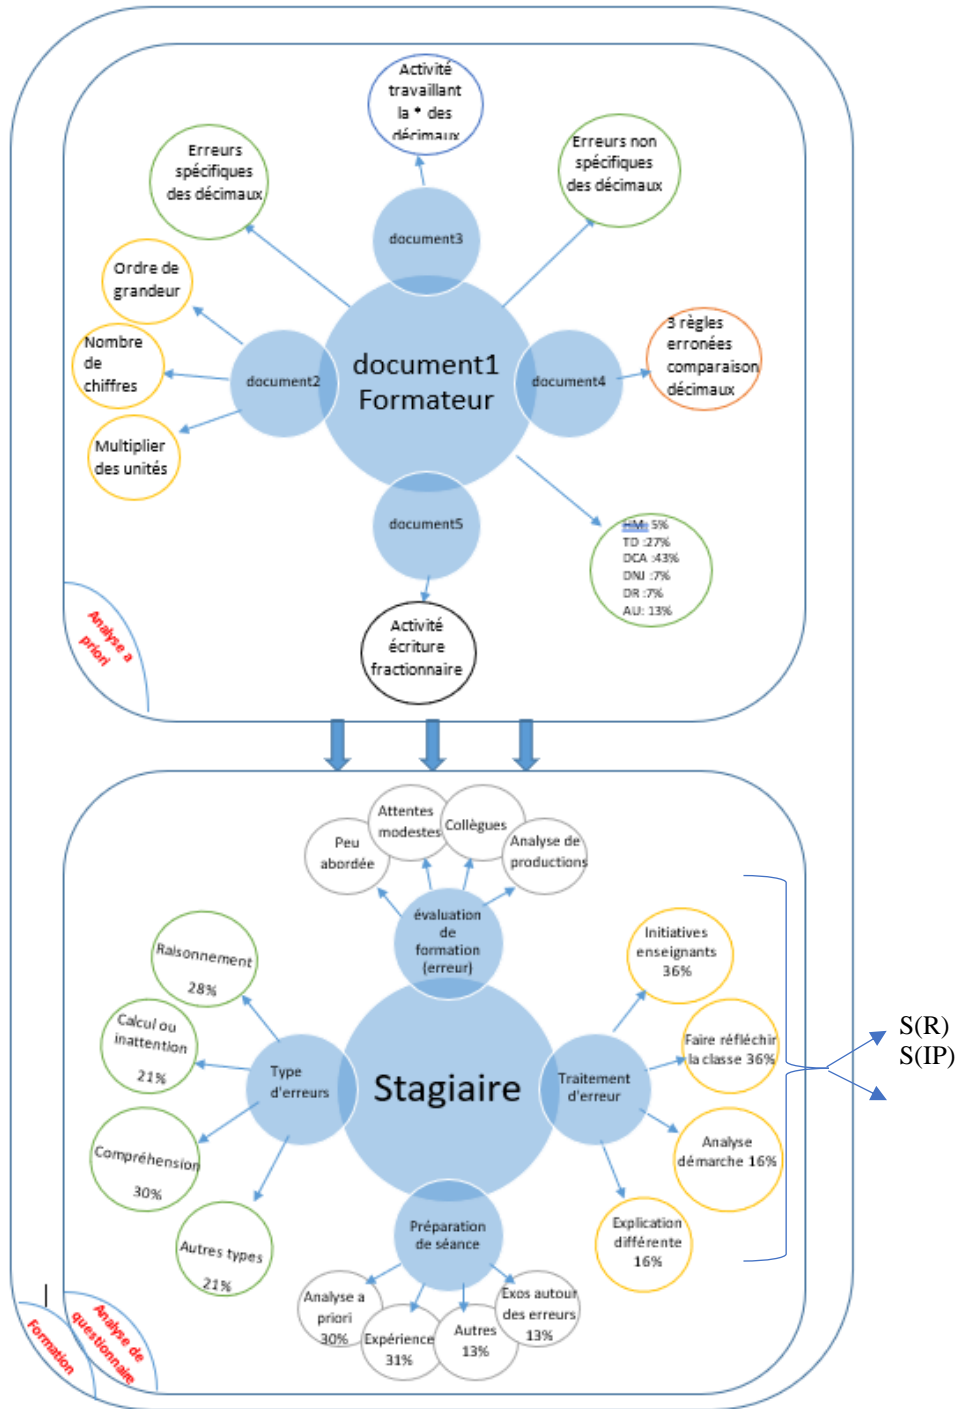 Activité
travaillant
la * des
décimaux
Erreurs
spécifiques
des décimaux
Erreurs non
spécifiques
des décimaux
document3
Ordre de
grandeur
Nombre
de
chiffres
document2
document1
Formateur
document4
3 règles
erronées
comparaison
décimaux
Multiplier
des unités
document5
HM: 5%
TD :27%
DCA :43%
DNJ :7%
DR :7%
AU: 13%
Analyse a
priori
Activité
écriture
fractionnaire
Peu
abordée
Attentes
modestes
Collègues
Analyse de
productions
évaluation
de
formation
(erreur)
Raisonnement
28%
Initiatives
enseignants
36%
Calcul ou
inattention
21%
Faire réfléchir
la classe 36%
S(R)
S(IP)
Type
d'erreurs
Stagiaire
Traitement
d'erreur
Compréhension
30%
Analyse
démarche 16%
Autres types
21%
Préparation
de séance
Explication
différente
16%
Analyse a
priori
30%
Expérience
31%
Autres
13%
Exos autour
des erreurs
13%
Formation
Analyse de
questionnaire